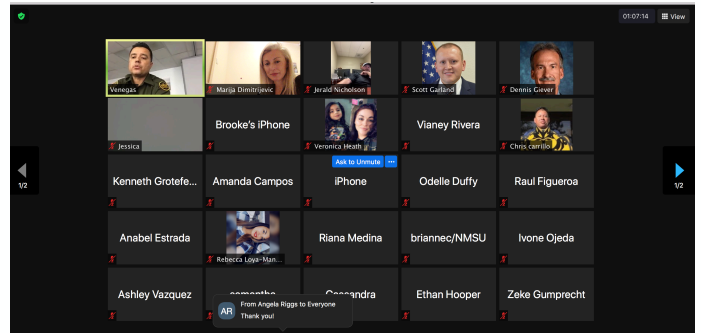 01:07:14 View
Venegas
Marija Dimitrijevic
Jerald Nicholson
Scott Garland
Dennis Giever
Jessica
Brooke's iPhone
Veronica Heath
Vianey Rivera
Chris carrillo
1/2
Ask to Unmute ...
1/2
Kenneth Grotefe...
Amanda Campos
iPhone
Odelle Duffy
Raul Figueroa
Anabel Estrada
Rebecca Loya-Man...
Riana Medina
briannec/NMSU
Ivone Ojeda
Ashley Vazquez
Ethan Hooper
Zeke Gumprecht
AR
From Angela Riggs to Everyone
Thank you!